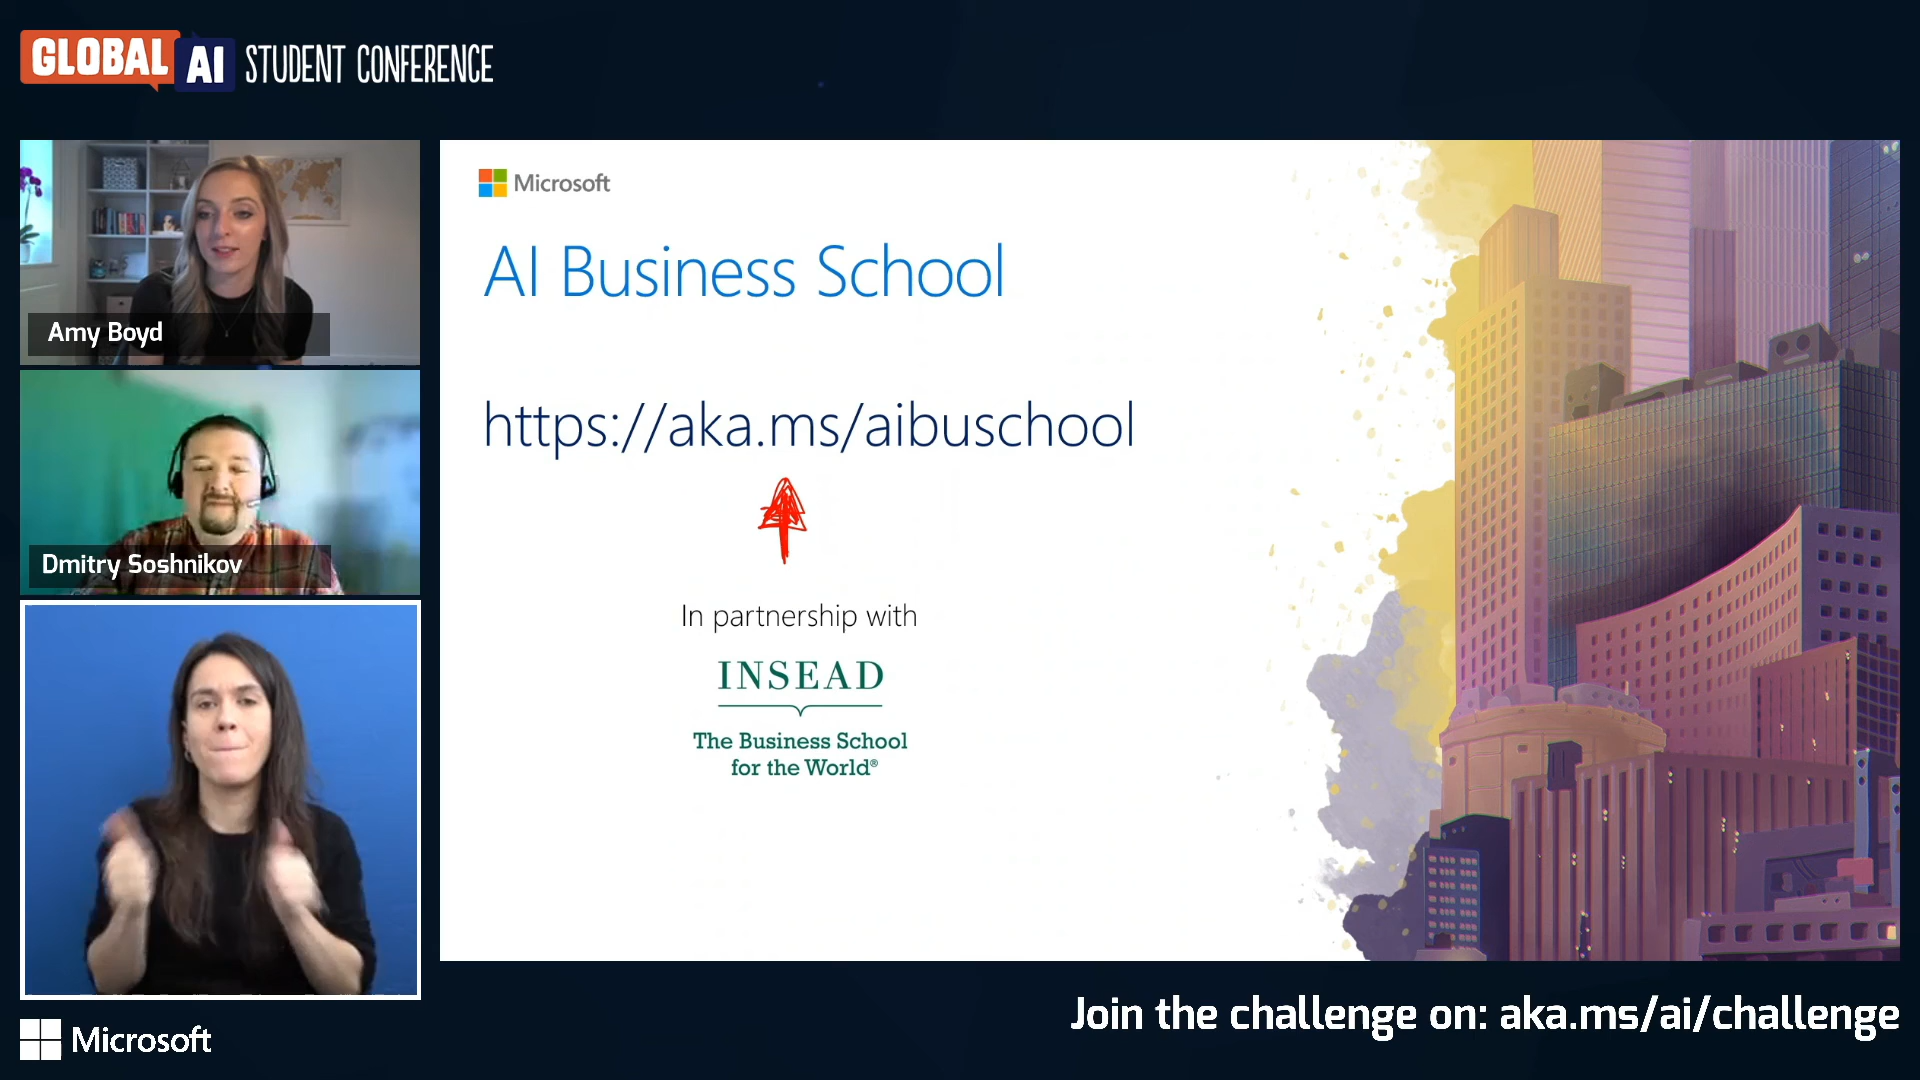 GLOBAL AI STUDENT CONFERENCE
Amy Boyd
Dmitry Soshnikov
Microsoft
AI Business School
https://aka.ms/aibuschool
In partnership with
INSEAD
The Business School
for the World®
Join the challenge on: aka.ms/ai/challenge
Microsoft